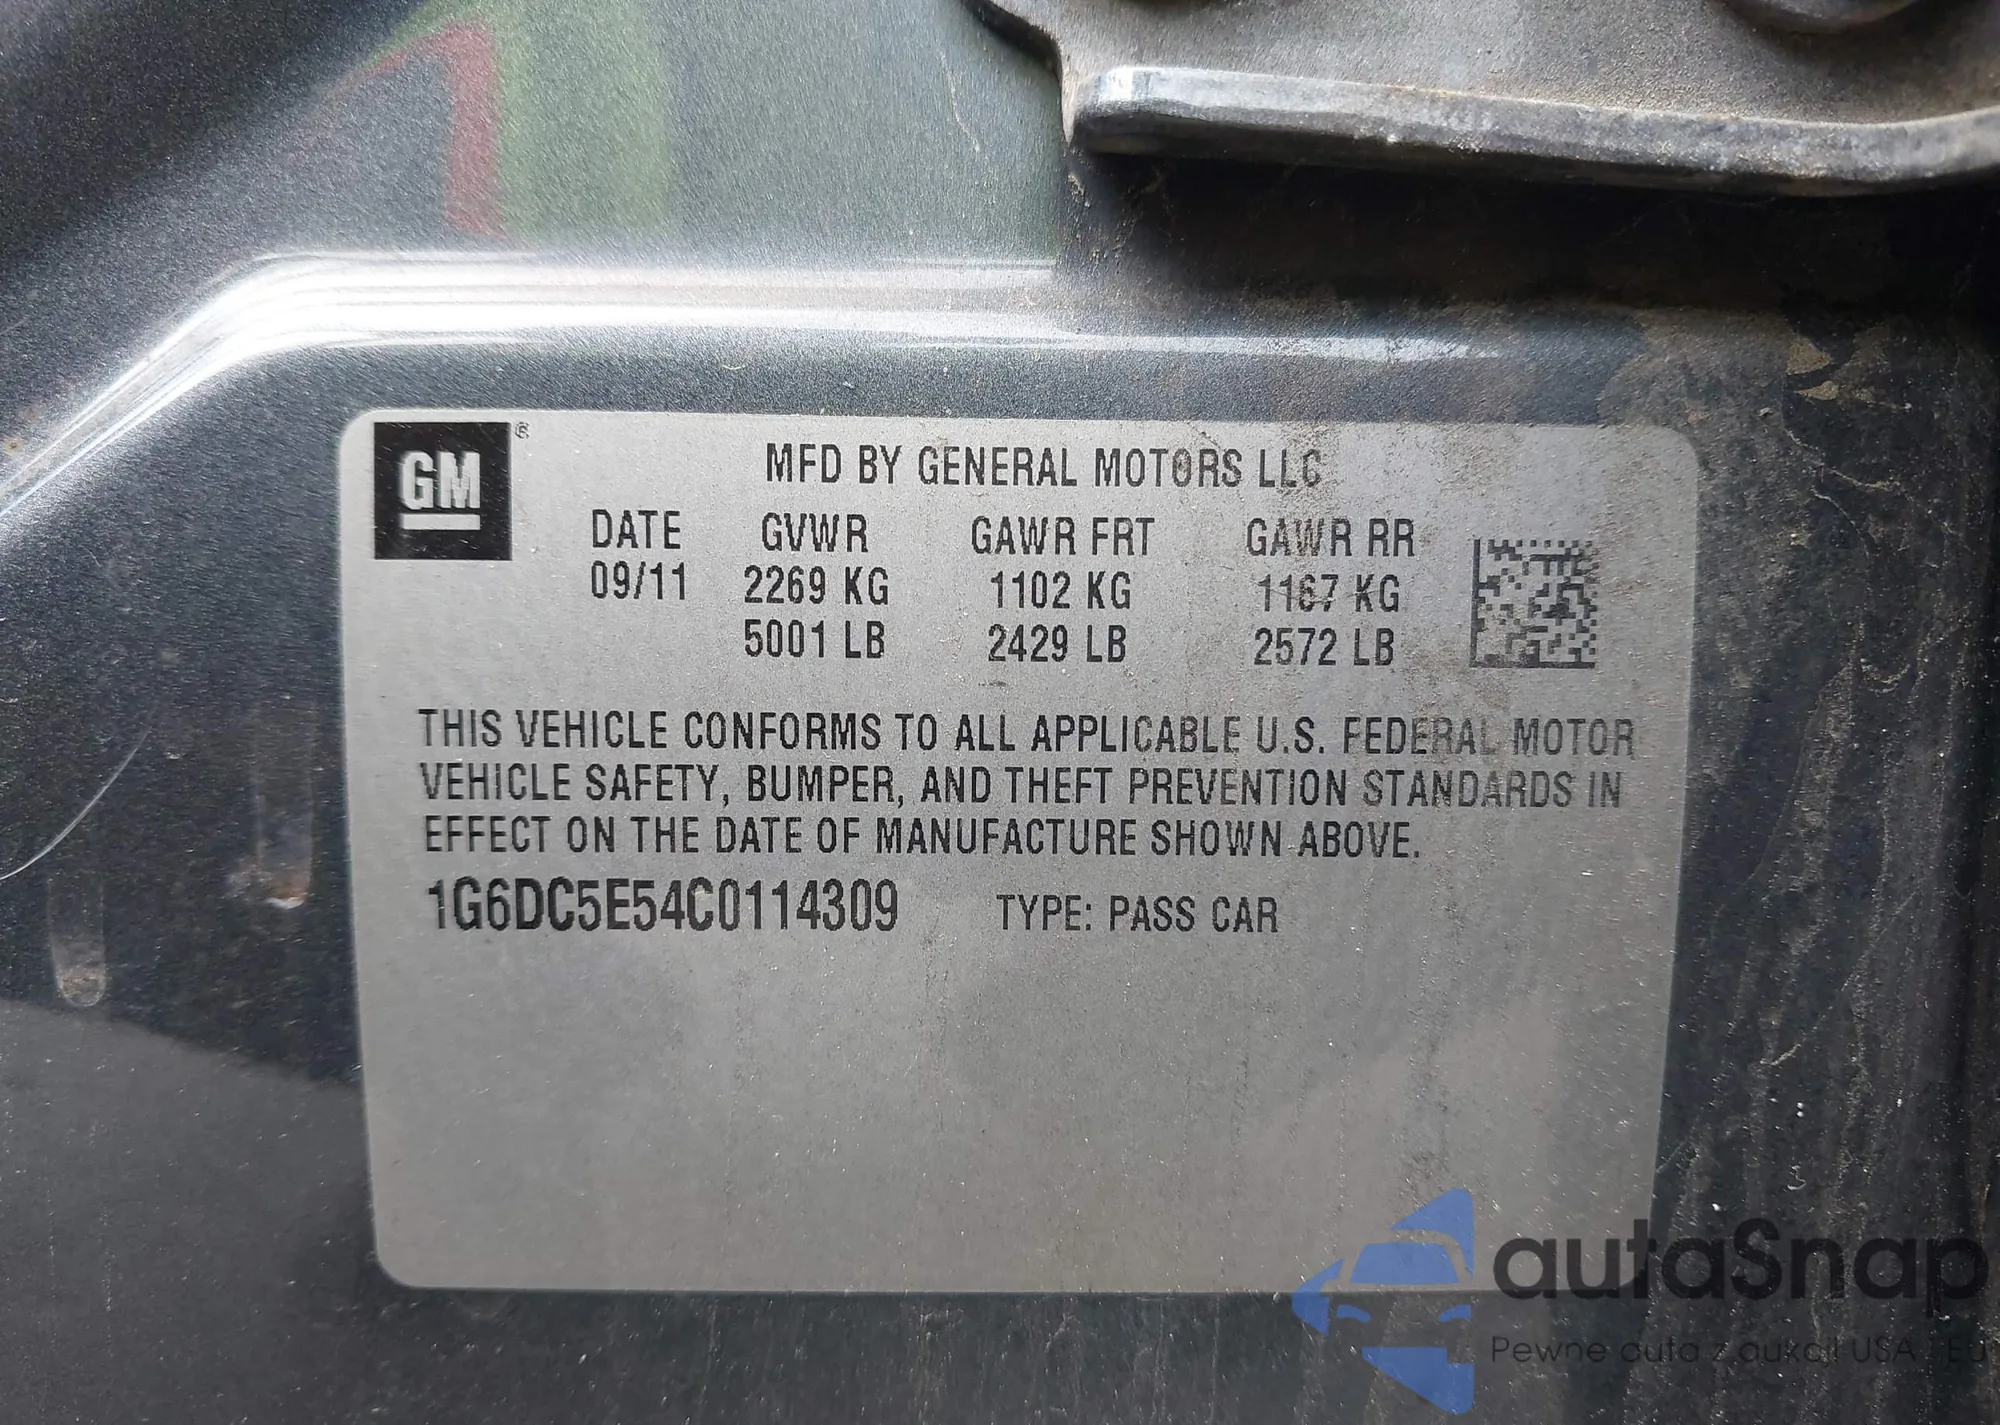 GM®
MFD BY GENERAL MOTORS LLC
DATE GVWR GAWR FRT GAWR RR
09/11 2269 KG 1102 KG 1167 KG
5001 LB 2429 LB 2572 LB
THIS VEHICLE CONFORMS TO ALL APPLICABLE U.S. FEDERAL MOTOR
VEHICLE SAFETY, BUMPER, AND THEFT PREVENTION STANDARDS IN
EFFECT ON THE DATE OF MANUFACTURE SHOWN ABOVE.
1G6DC5E54C0114309 TYPE: PASS CAR
autaSnap
Pewne auta z aukcji USA i EU